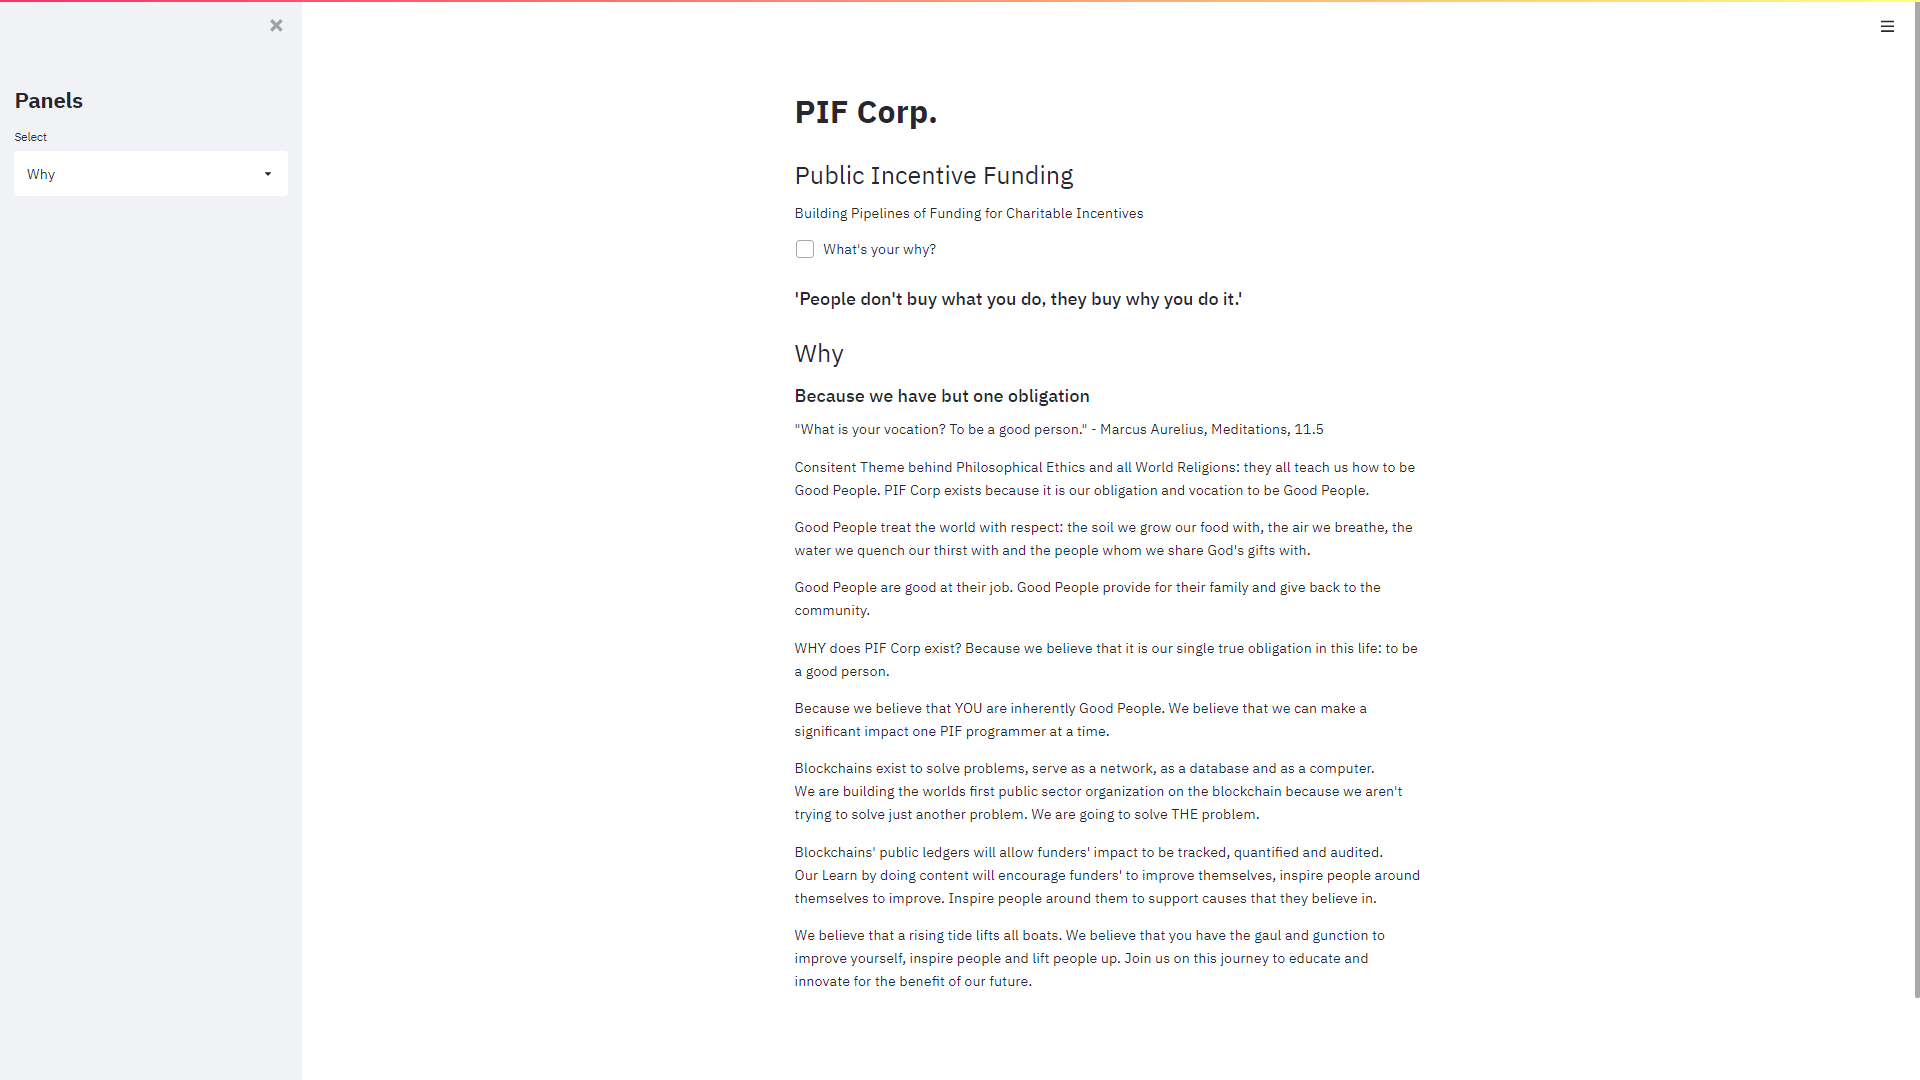 Panels
Select
Why
PIF Corp.
Public Incentive Funding
Building Pipelines of Funding for Charitable Incentives
What's your why?
'People don't buy what you do, they buy why you do it.'
Why
Because we have but one obligation
"What is your vocation? To be a good person." - Marcus Aurelius, Meditations, 11.5
Consitent Theme behind Philosophical Ethics and all World Religions: they all teach us how to be
Good People. PIF Corp exists because it is our obligation and vocation to be Good People.
Good People treat the world with respect: the soil we grow our food with, the air we breathe, the
water we quench our thirst with and the people whom we share God's gifts with.
Good People are good at their job. Good People provide for their family and give back to the
community.
WHY does PIF Corp exist? Because we believe that it is our single true obligation in this life: to be
a good person.
Because we believe that YOU are inherently Good People. We believe that we can make a
significant impact one PIF programmer at a time.
Blockchains exist to solve problems, serve as a network, as a database and as a computer.
We are building the worlds first public sector organization on the blockchain because we aren't
trying to solve just another problem. We are going to solve THE problem.
Blockchains' public ledgers will allow funders' impact to be tracked, quantified and audited.
Our Learn by doing content will encourage funders' to improve themselves, inspire people around
themselves to improve. Inspire people around them to support causes that they believe in.
We believe that a rising tide lifts all boats. We believe that you have the gaul and gunction to
improve yourself, inspire people and lift people up. Join us on this journey to educate and
innovate for the benefit of our future.